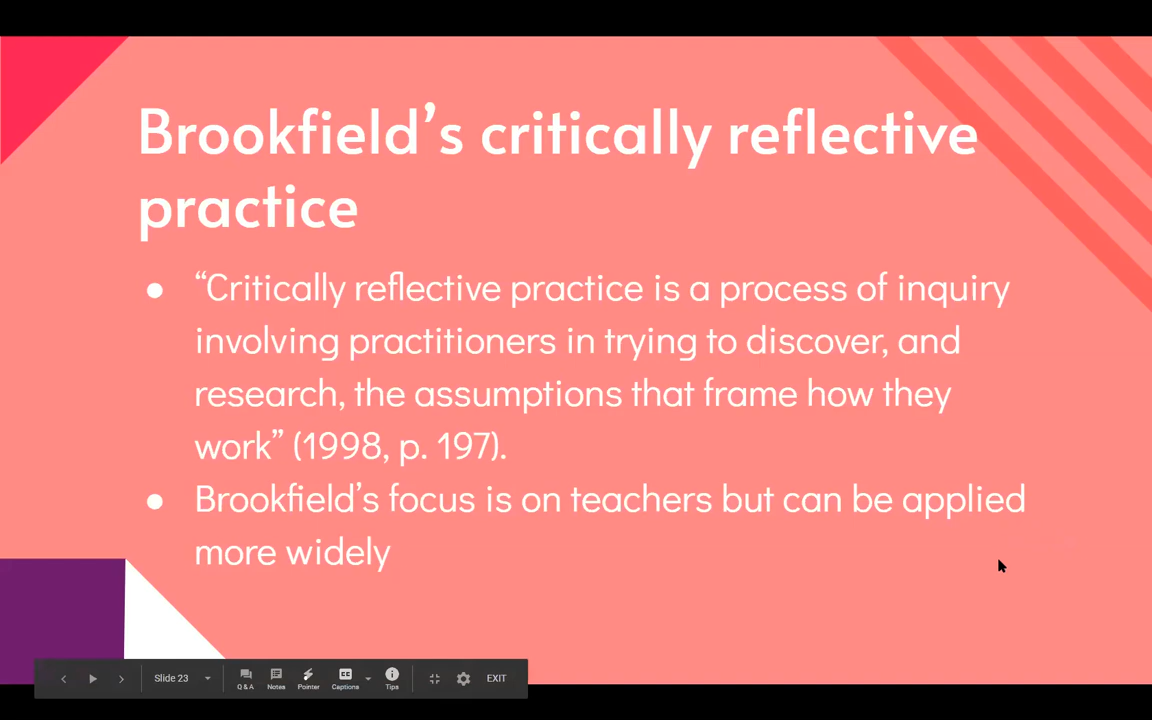 Brookfield’s critically reflective
practice
● “Critically reflective practice is a process of inquiry
involving practitioners in trying to discover, and
research, the assumptions that frame how they
work” (1998, p. 197).
● Brookfield’s focus is on teachers but can be applied
more widely
Slide 23
Q & A
Notes
Pointer
CC
Captions
Tips
EXIT